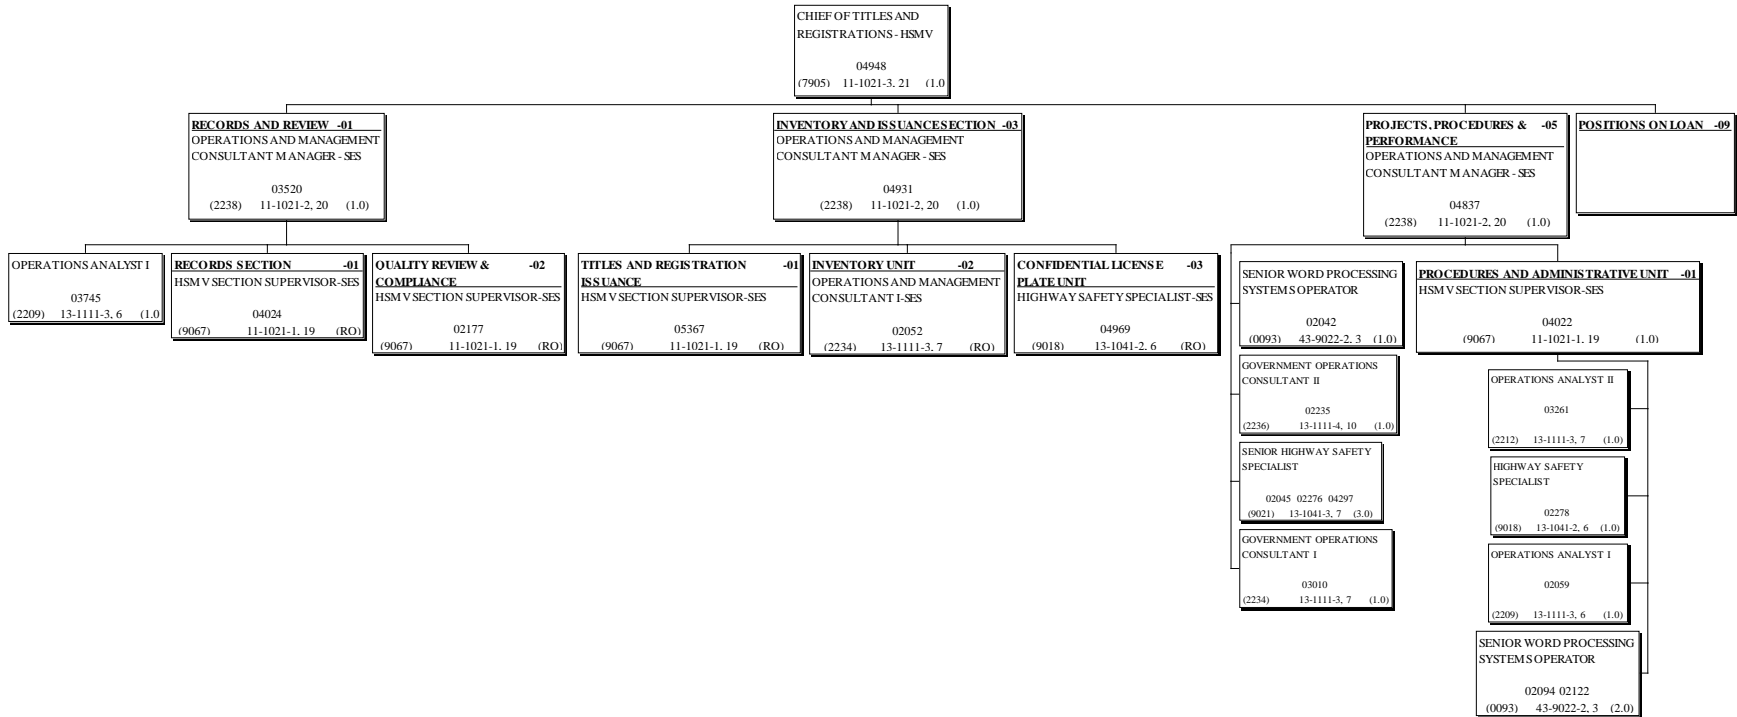 CHIEF OF TITLES AND
REGISTRATIONS - HSMV
04948
(7905) 11-1021-3, 21 (1.0
RECORDS AND REVIEW -01
OPERATIONS AND MANAGEMENT
CONSULTANT MANAGER - SES
03520
(2238) 11-1021-2, 20 (1.0)
INVENTORY AND ISSUANCE SECTION -03
OPERATIONS AND MANAGEMENT
CONSULTANT MANAGER - SES
04931
(2238) 11-1021-2, 20 (1.0)
PROJECTS, PROCEDURES & -05
PERFORMANCE
OPERATIONS AND MANAGEMENT
CONSULTANT MANAGER - SES
04837
(2238) 11-1021-2, 20 (1.0)
POSITIONS ON LOAN -09
OPERATIONS ANALYST I
03745
(2209) 13-1111-3, 6 (1.0
RECORDS SECTION -01
HSMV SECTION SUPERVISOR-SES
04024
(9067) 11-1021-1, 19 (RO)
QUALITY REVIEW & -02
COMPLIANCE
HSMV SECTION SUPERVISOR-SES
02177
(9067) 11-1021-1, 19 (RO)
TITLES AND REGISTRATION -01
ISSUANCE
HSMV SECTION SUPERVISOR-SES
05367
(9067) 11-1021-1, 19 (RO)
INVENTORY UNIT -02
OPERATIONS AND MANAGEMENT
CONSULTANT I-SES
02052
(2234) 13-1111-3, 7 (RO)
CONFIDENTIAL LICENSE -03
PLATE UNIT
HIGHWAY SAFETY SPECIALIST-SES
04969
(9018) 13-1041-2, 6 (RO)
SENIOR WORD PROCESSING
SYSTEMS OPERATOR
02042
(0093) 43-9022-2, 3 (1.0)
GOVERNMENT OPERATIONS
CONSULTANT II
02235
(2236) 13-1111-4, 10 (1.0)
SENIOR HIGHWAY SAFETY
SPECIALIST
02045 02276 04297
(9021) 13-1041-3, 7 (3.0)
GOVERNMENT OPERATIONS
CONSULTANT I
03010
(2234) 13-1111-3, 7 (1.0)
PROCEDURES AND ADMINISTRATIVE UNIT -01
HSMV SECTION SUPERVISOR-SES
04022
(9067) 11-1021-1, 19 (1.0)
OPERATIONS ANALYST II
03261
(2212) 13-1111-3, 7 (1.0)
HIGHWAY SAFETY
SPECIALIST
02278
(9018) 13-1041-2, 6 (1.0)
OPERATIONS ANALYST I
02059
(2209) 13-1111-3, 6 (1.0)
SENIOR WORD PROCESSING
SYSTEMS OPERATOR
02094 02122
(0093) 43-9022-2, 3 (2.0)